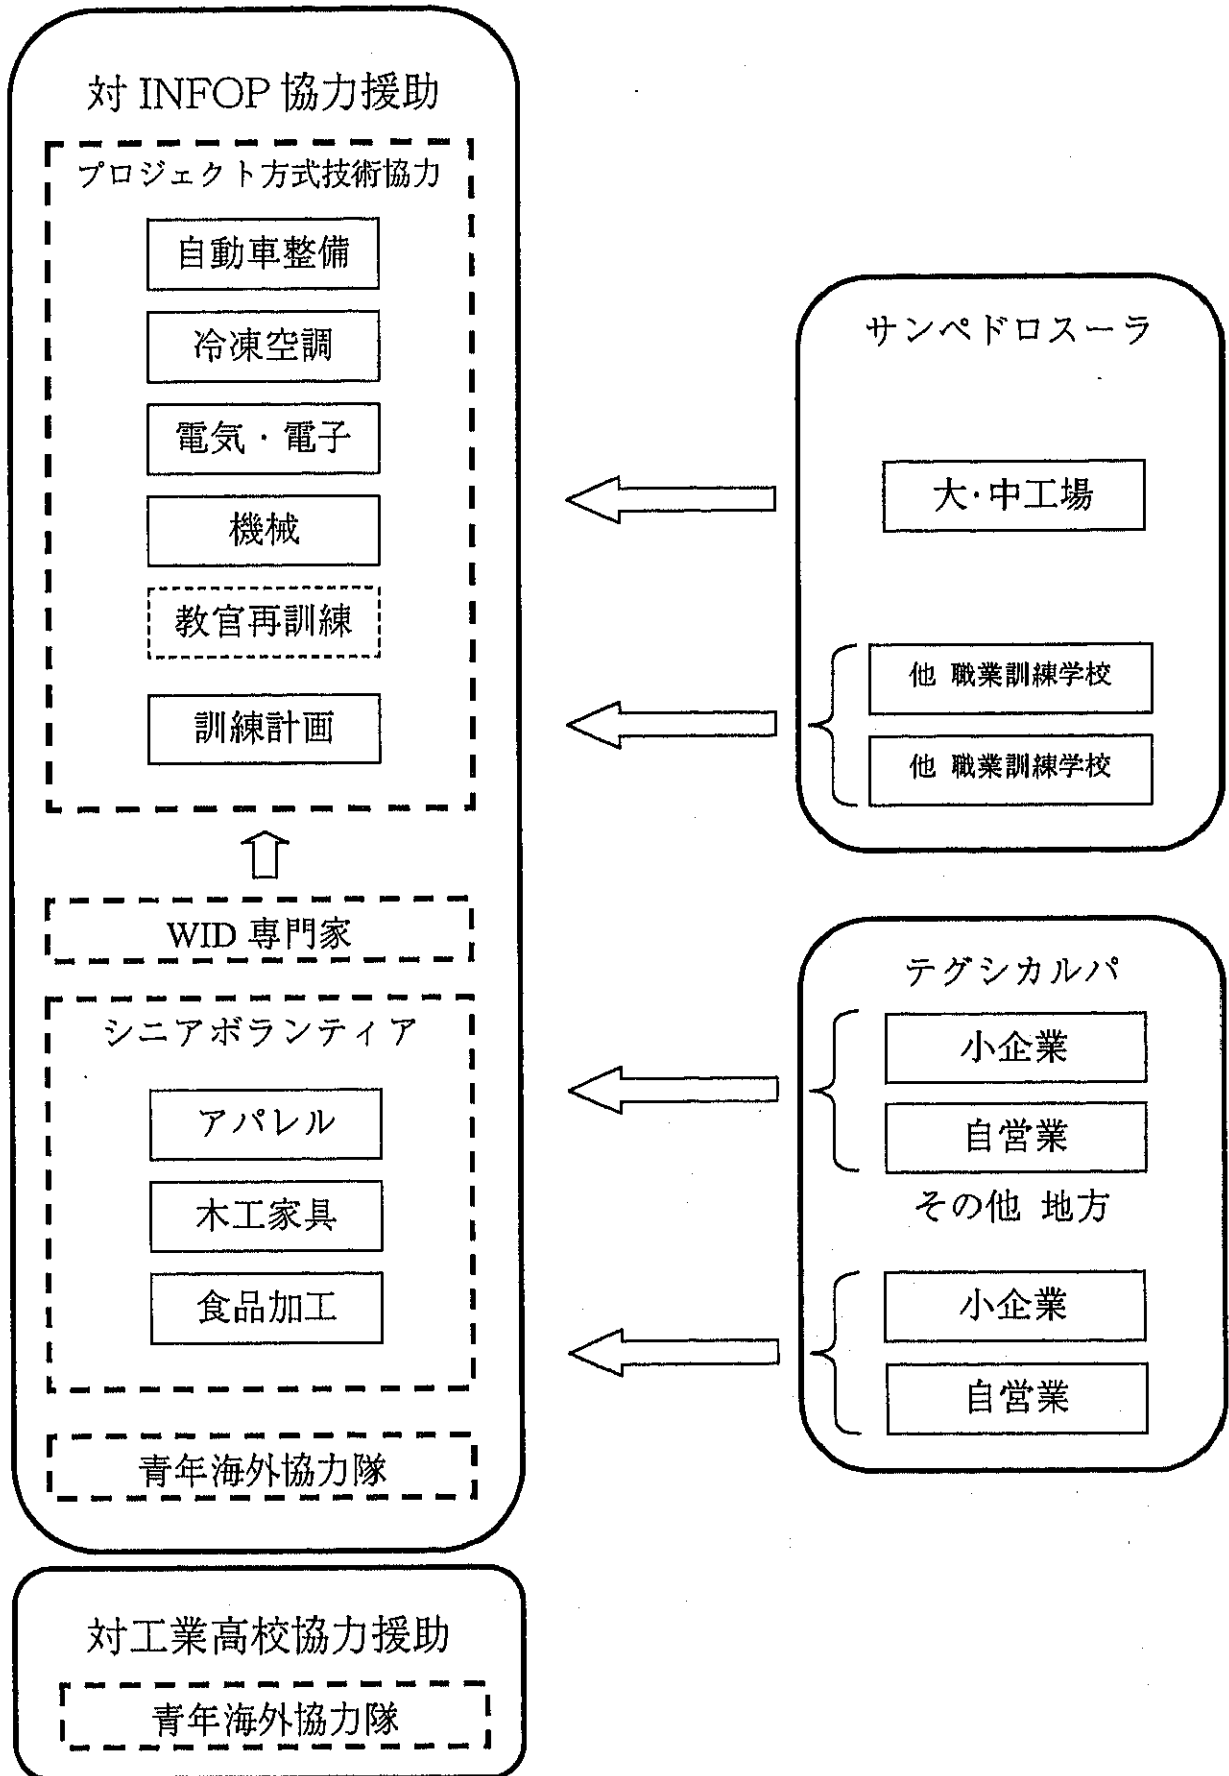 対 INFOP 協力援助
プロジェクト方式技術協力
自動車整備
冷凍空調
電気・電子
機械
教官再訓練
訓練計画
WID 専門家
シニアボランティア
アパレル
木工家具
食品加工
青年海外協力隊
対工業高校協力援助
青年海外協力隊
サンペドロスーラ
大・中工場
他 職業訓練学校
他 職業訓練学校
テグシカルパ
小企業
自営業
その他 地方
小企業
自営業